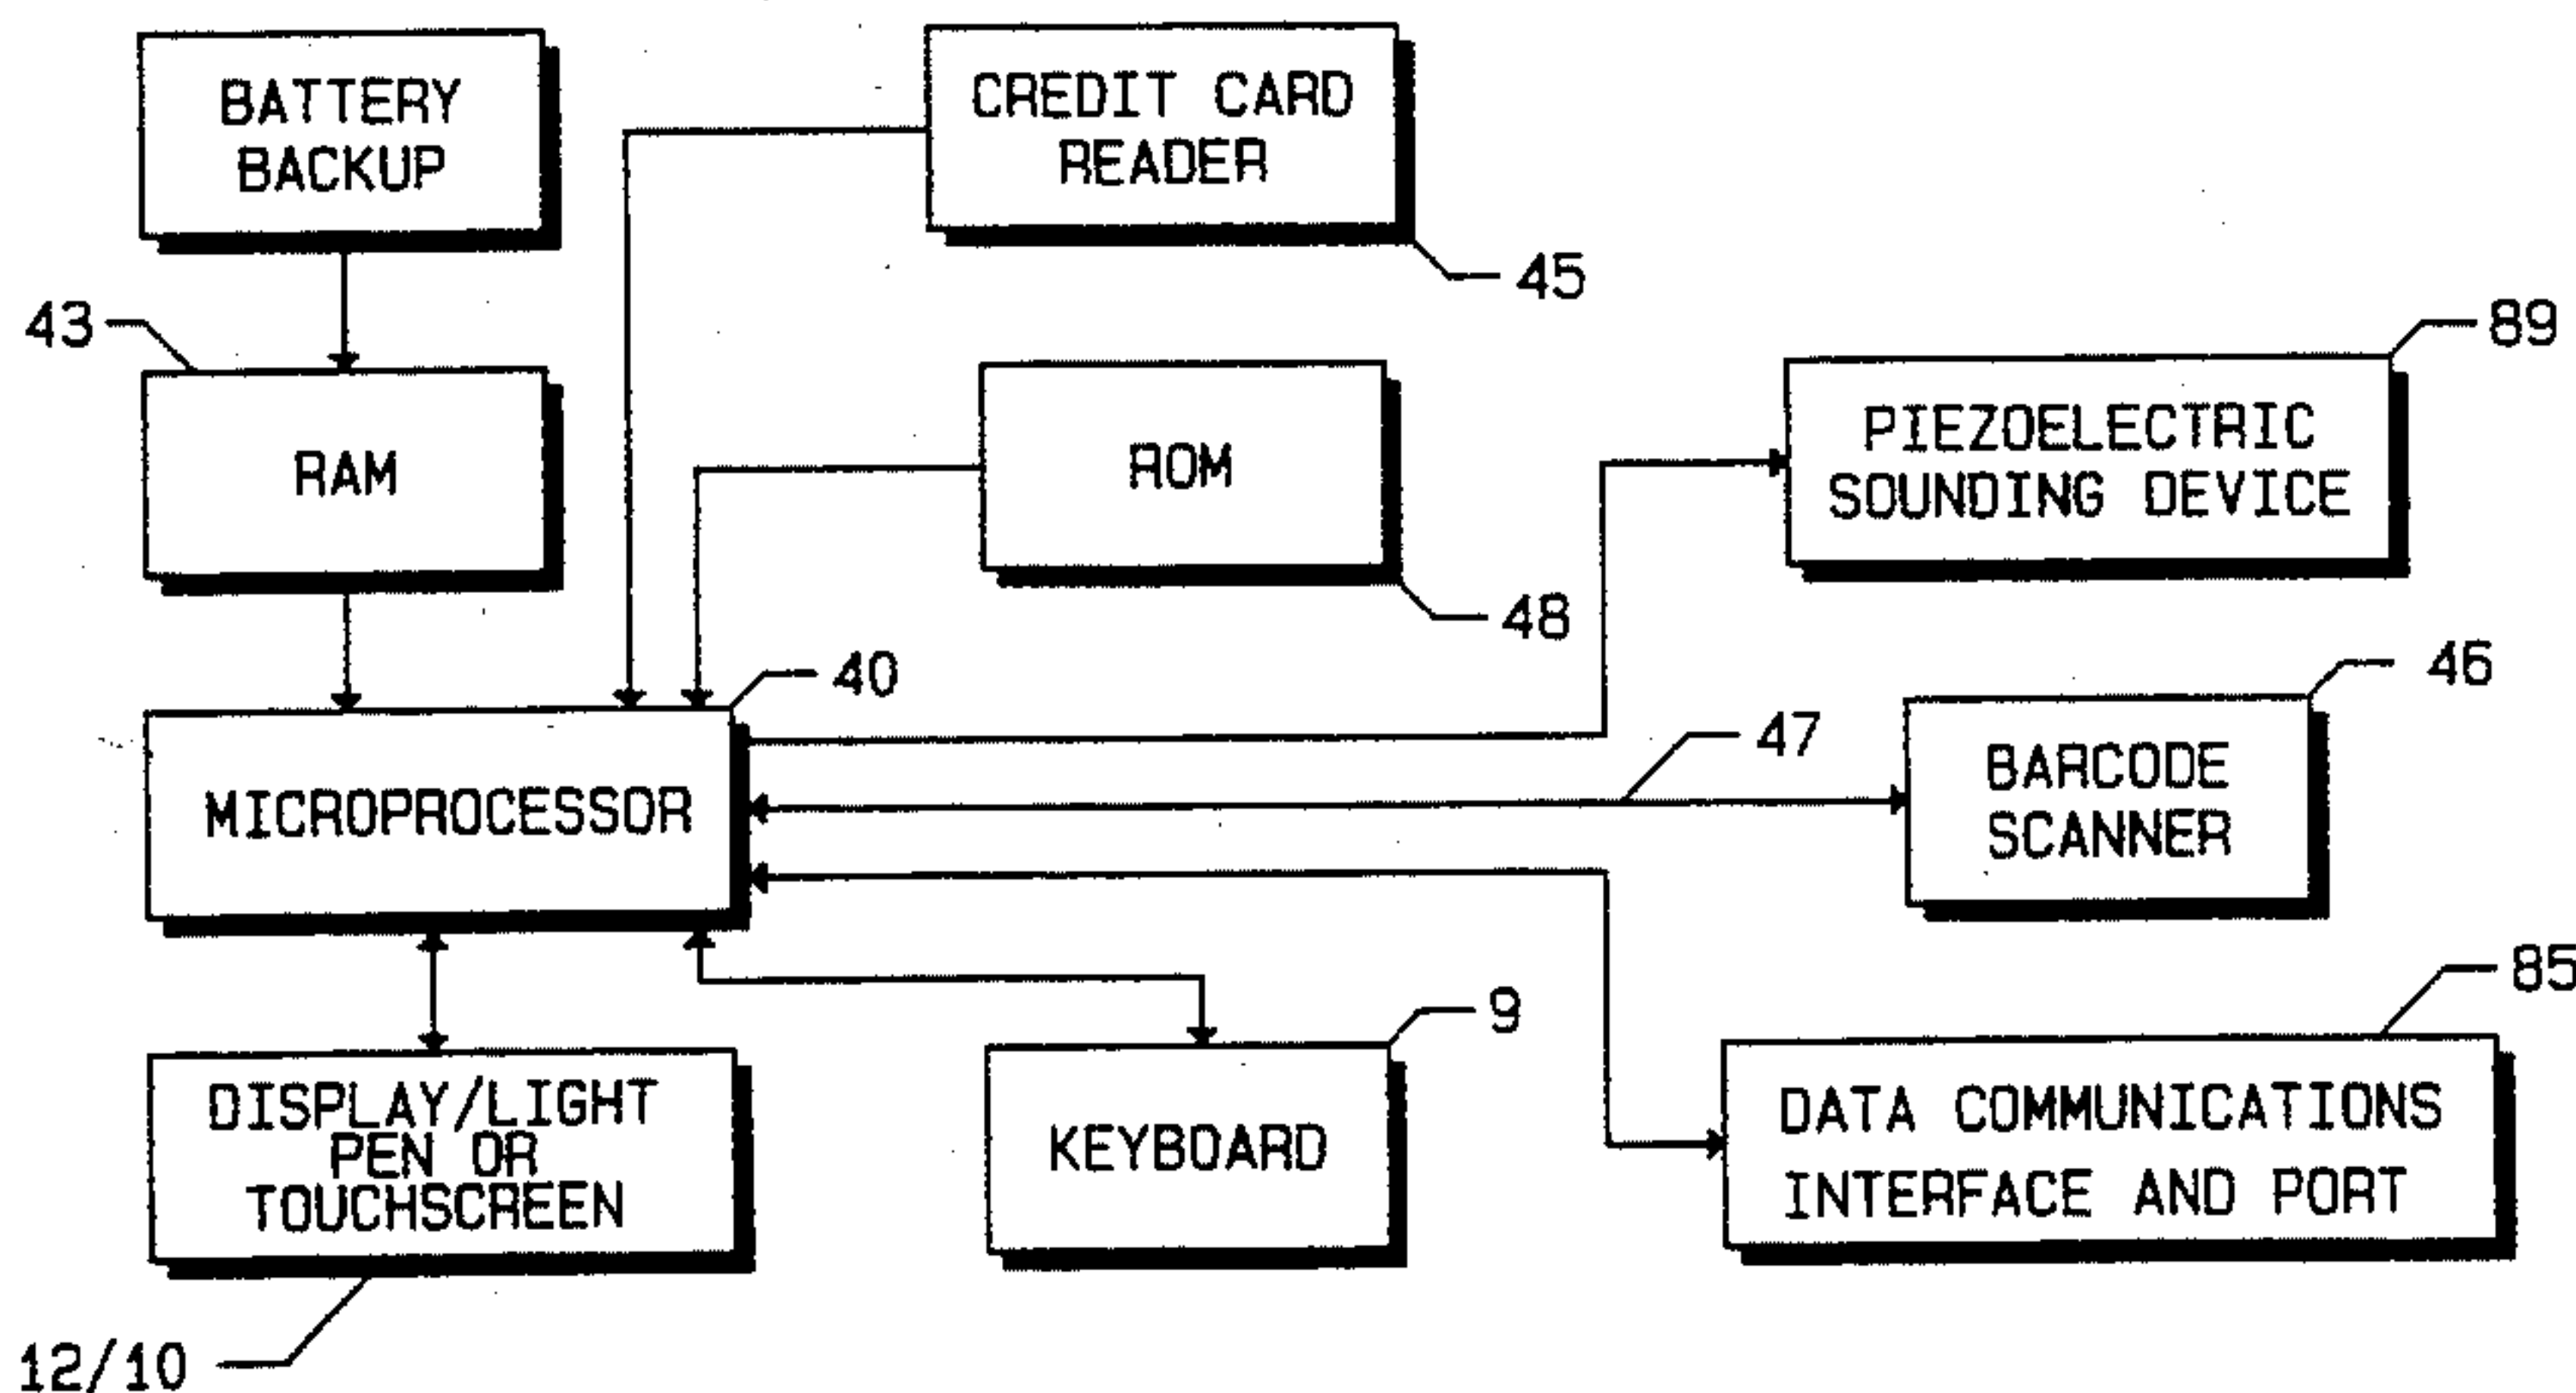 BATTERY
BACKUP
CREDIT CARD
READER
45
43
RAM
ROM
48
89
PIEZOELECTRIC
SOUNDING DEVICE
40
MICROPROCESSOR
47
46
BARCODE
SCANNER
DISPLAY/LIGHT
PEN OR
TOUCHSCREEN
12/10
9
KEYBOARD
85
DATA COMMUNICATIONS
INTERFACE AND PORT